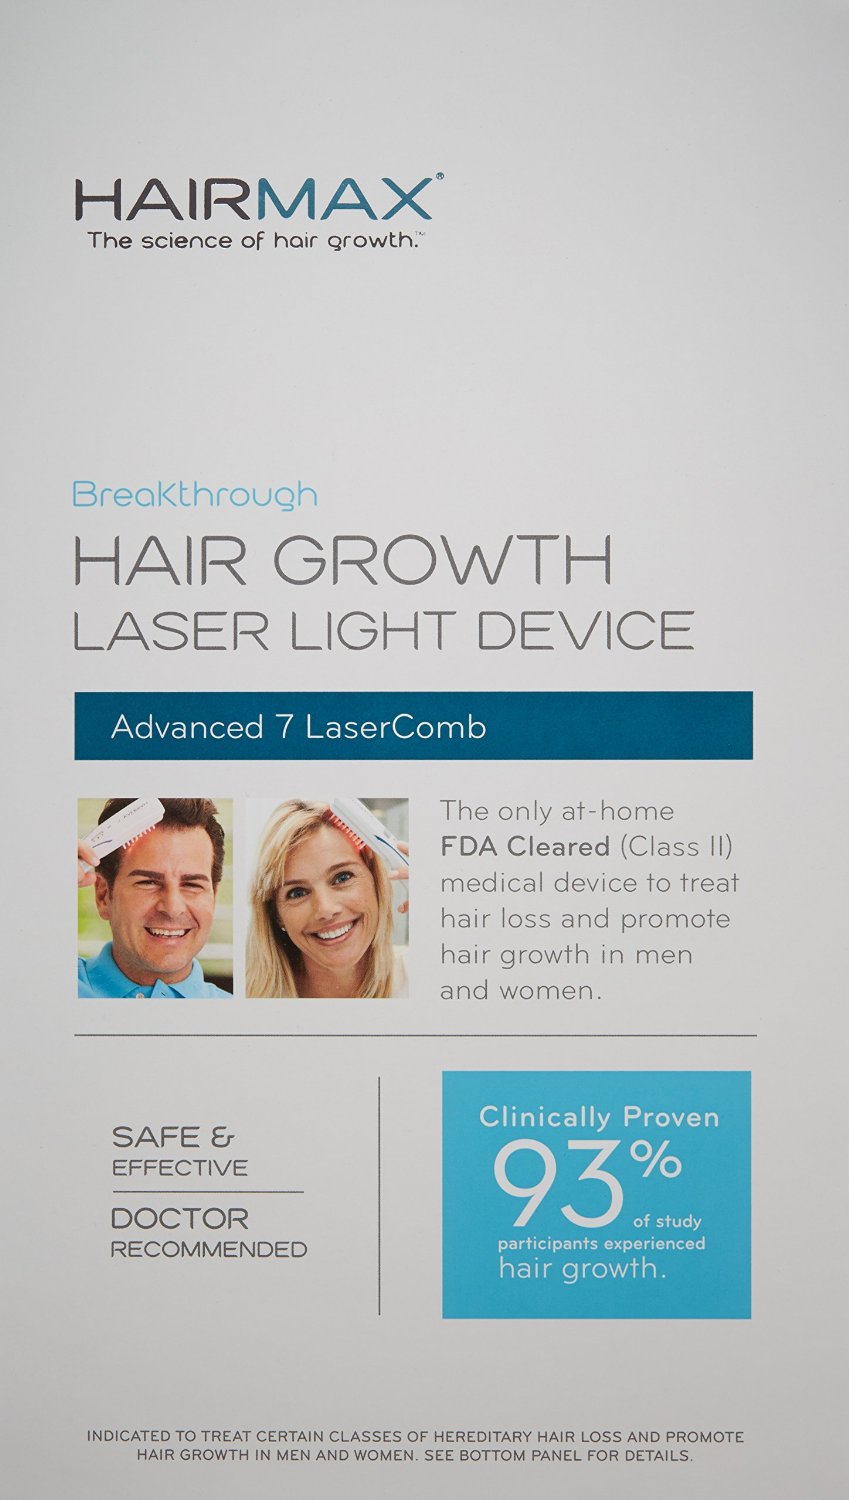 HAIRMAX®
The science of hair growth.™
Breakthrough
HAIR GROWTH
LASER LIGHT DEVICE
Advanced 7 LaserComb
The only at-home
FDA Cleared (Class II)
medical device to treat
hair loss and promote
hair growth in men
and women.
SAFE &
EFFECTIVE
DOCTOR
RECOMMENDED
Clinically Proven
93%
of study
participants experienced
hair growth.
INDICATED TO TREAT CERTAIN CLASSES OF HEREDITARY HAIR LOSS AND PROMOTE
HAIR GROWTH IN MEN AND WOMEN. SEE BOTTOM PANEL FOR DETAILS.